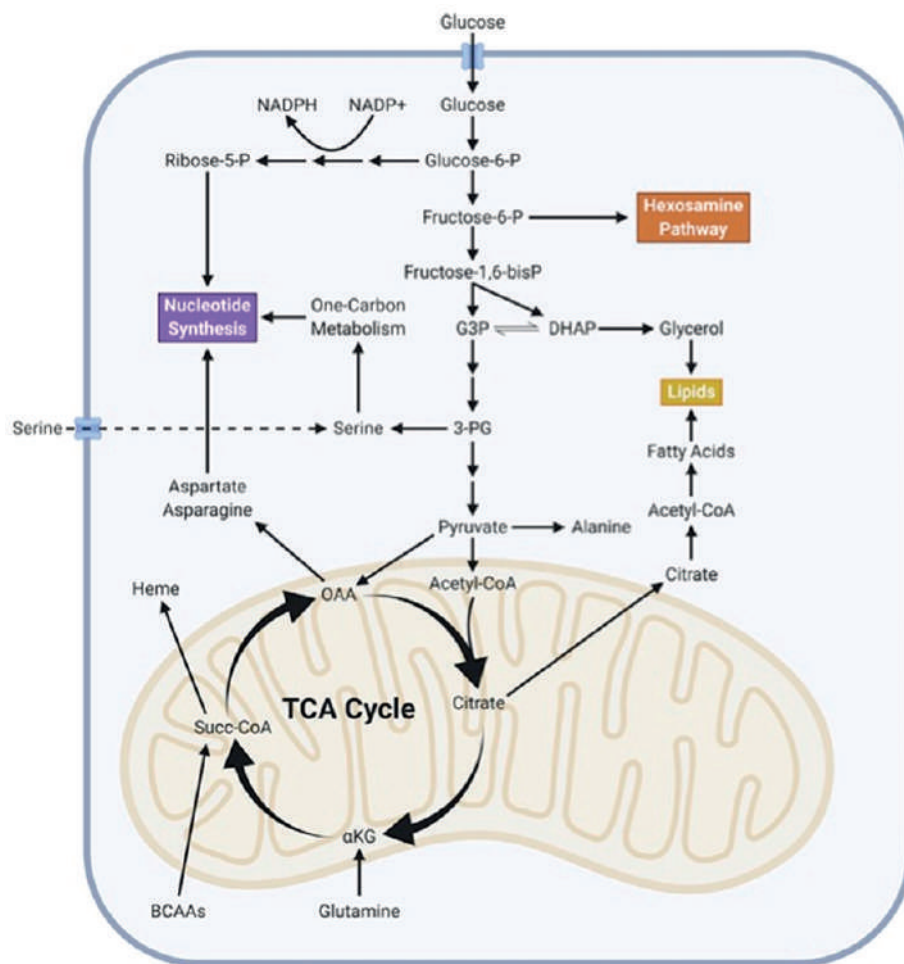 Glucose
NADPH NADP+ Glucose
Ribose-5-P Glucose-6-P
Fructose-6-P Hexosamine
Pathway
Fructose-1,6-bisP
Nucleotide
Synthesis
One-Carbon
Metabolism
G3P DHAP Glycerol
Lipids
Serine Serine 3-PG
Fatty Acids
Aspartate
Asparagine
Acetyl-CoA
Pyruvate Alanine
Citrate
Heme OAA Acetyl-CoA
TCA Cycle Citrate
Succ-CoA
αKG
BCAAs Glutamine